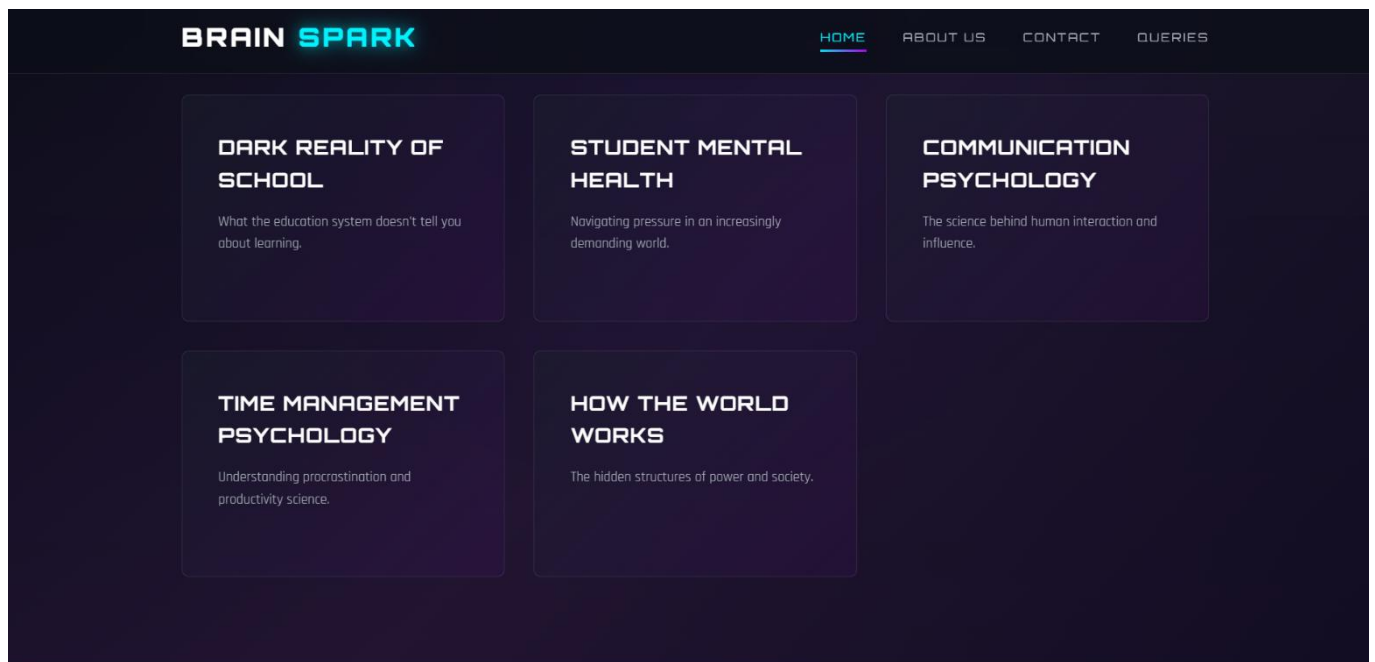 BRAIN SPARK
HOME ABOUT US CONTACT QUERIES
DARK REALITY OF
SCHOOL
What the education system doesn't tell you
about learning.
STUDENT MENTAL
HEALTH
Navigating pressure in an increasingly
demanding world.
COMMUNICATION
PSYCHOLOGY
The science behind human interaction and
influence.
TIME MANAGEMENT
PSYCHOLOGY
Understanding procrastination and
productivity science.
HOW THE WORLD
WORKS
The hidden structures of power and society.